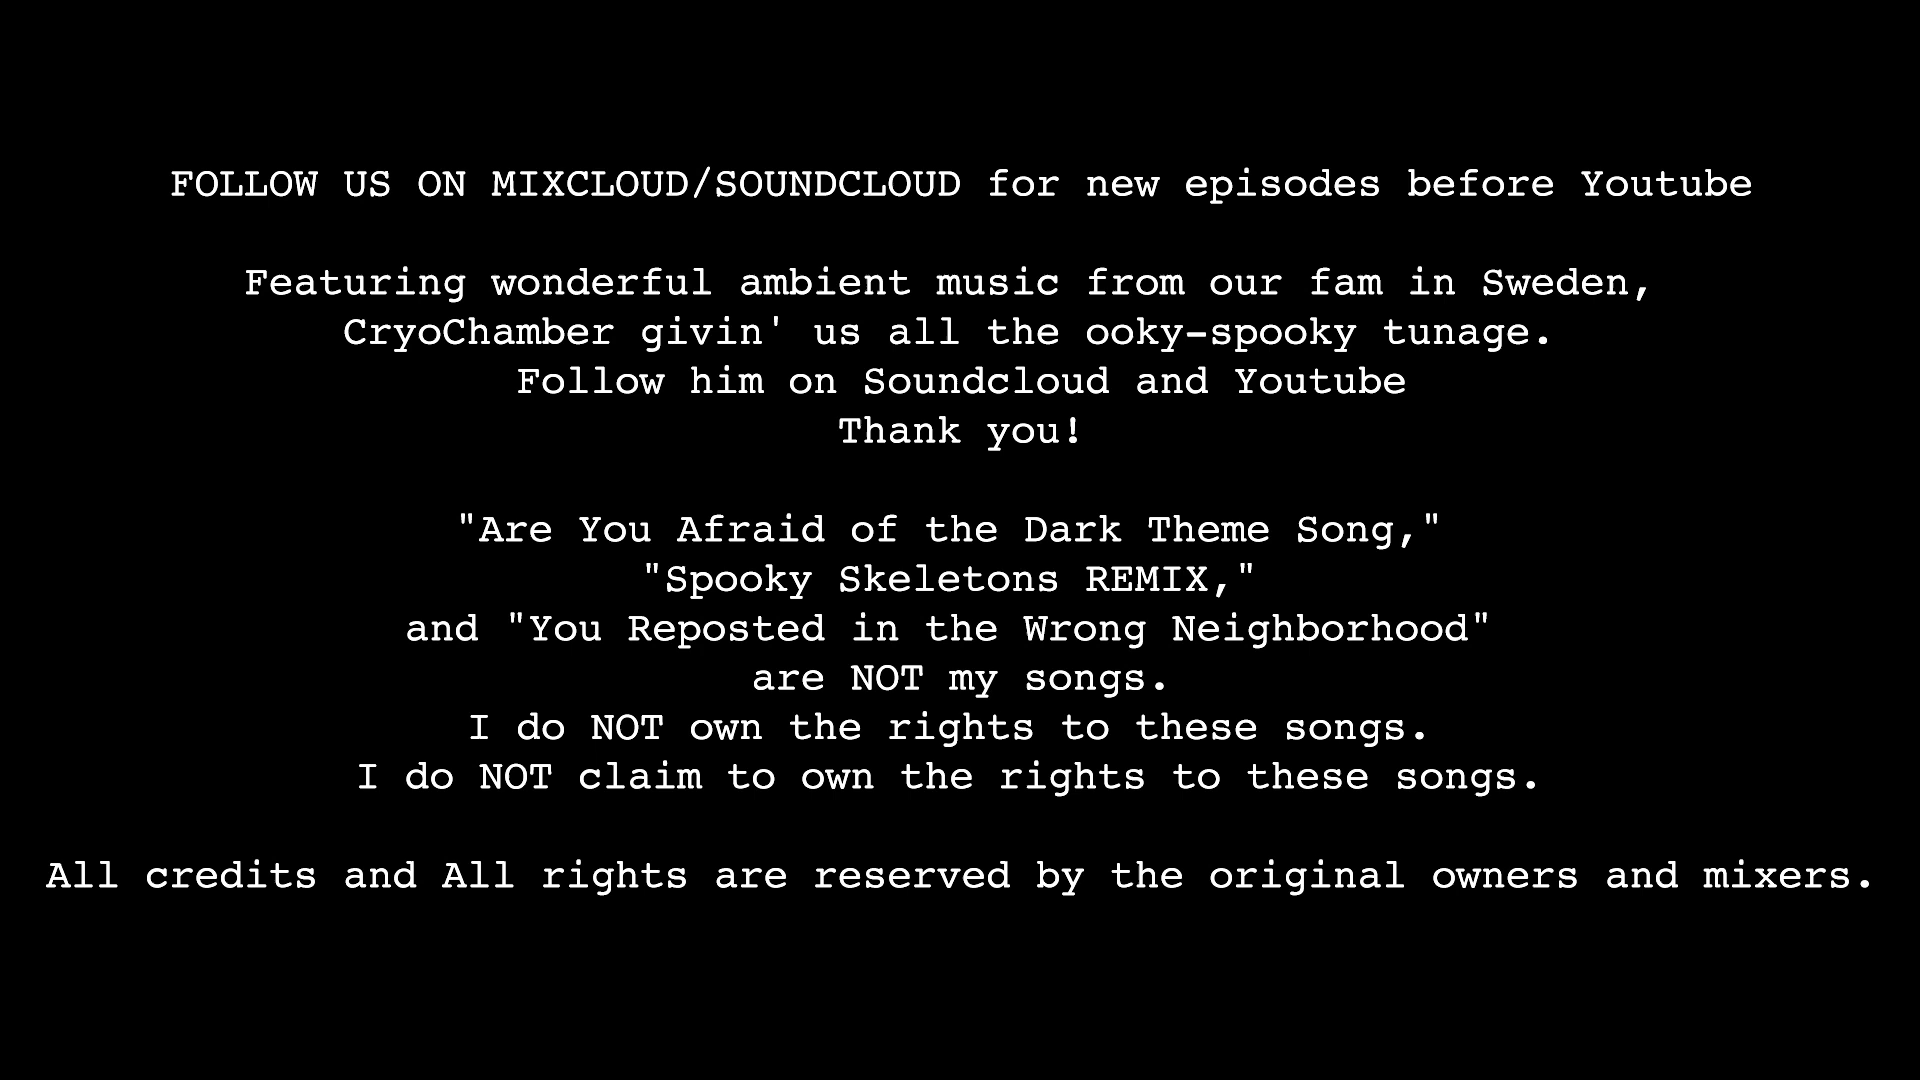 FOLLOW US ON MIXCLOUD/SOUNDCLOUD for new episodes before Youtube
Featuring wonderful ambient music from our fam in Sweden,
CryoChamber givin' us all the ooky-spooky tunage.
Follow him on Soundcloud and Youtube
Thank you!
"Are You Afraid of the Dark Theme Song,"
"Spooky Skeletons REMIX,"
and "You Reposted in the Wrong Neighborhood"
are NOT my songs.
I do NOT own the rights to these songs.
I do NOT claim to own the rights to these songs.
All credits and All rights are reserved by the original owners and mixers.